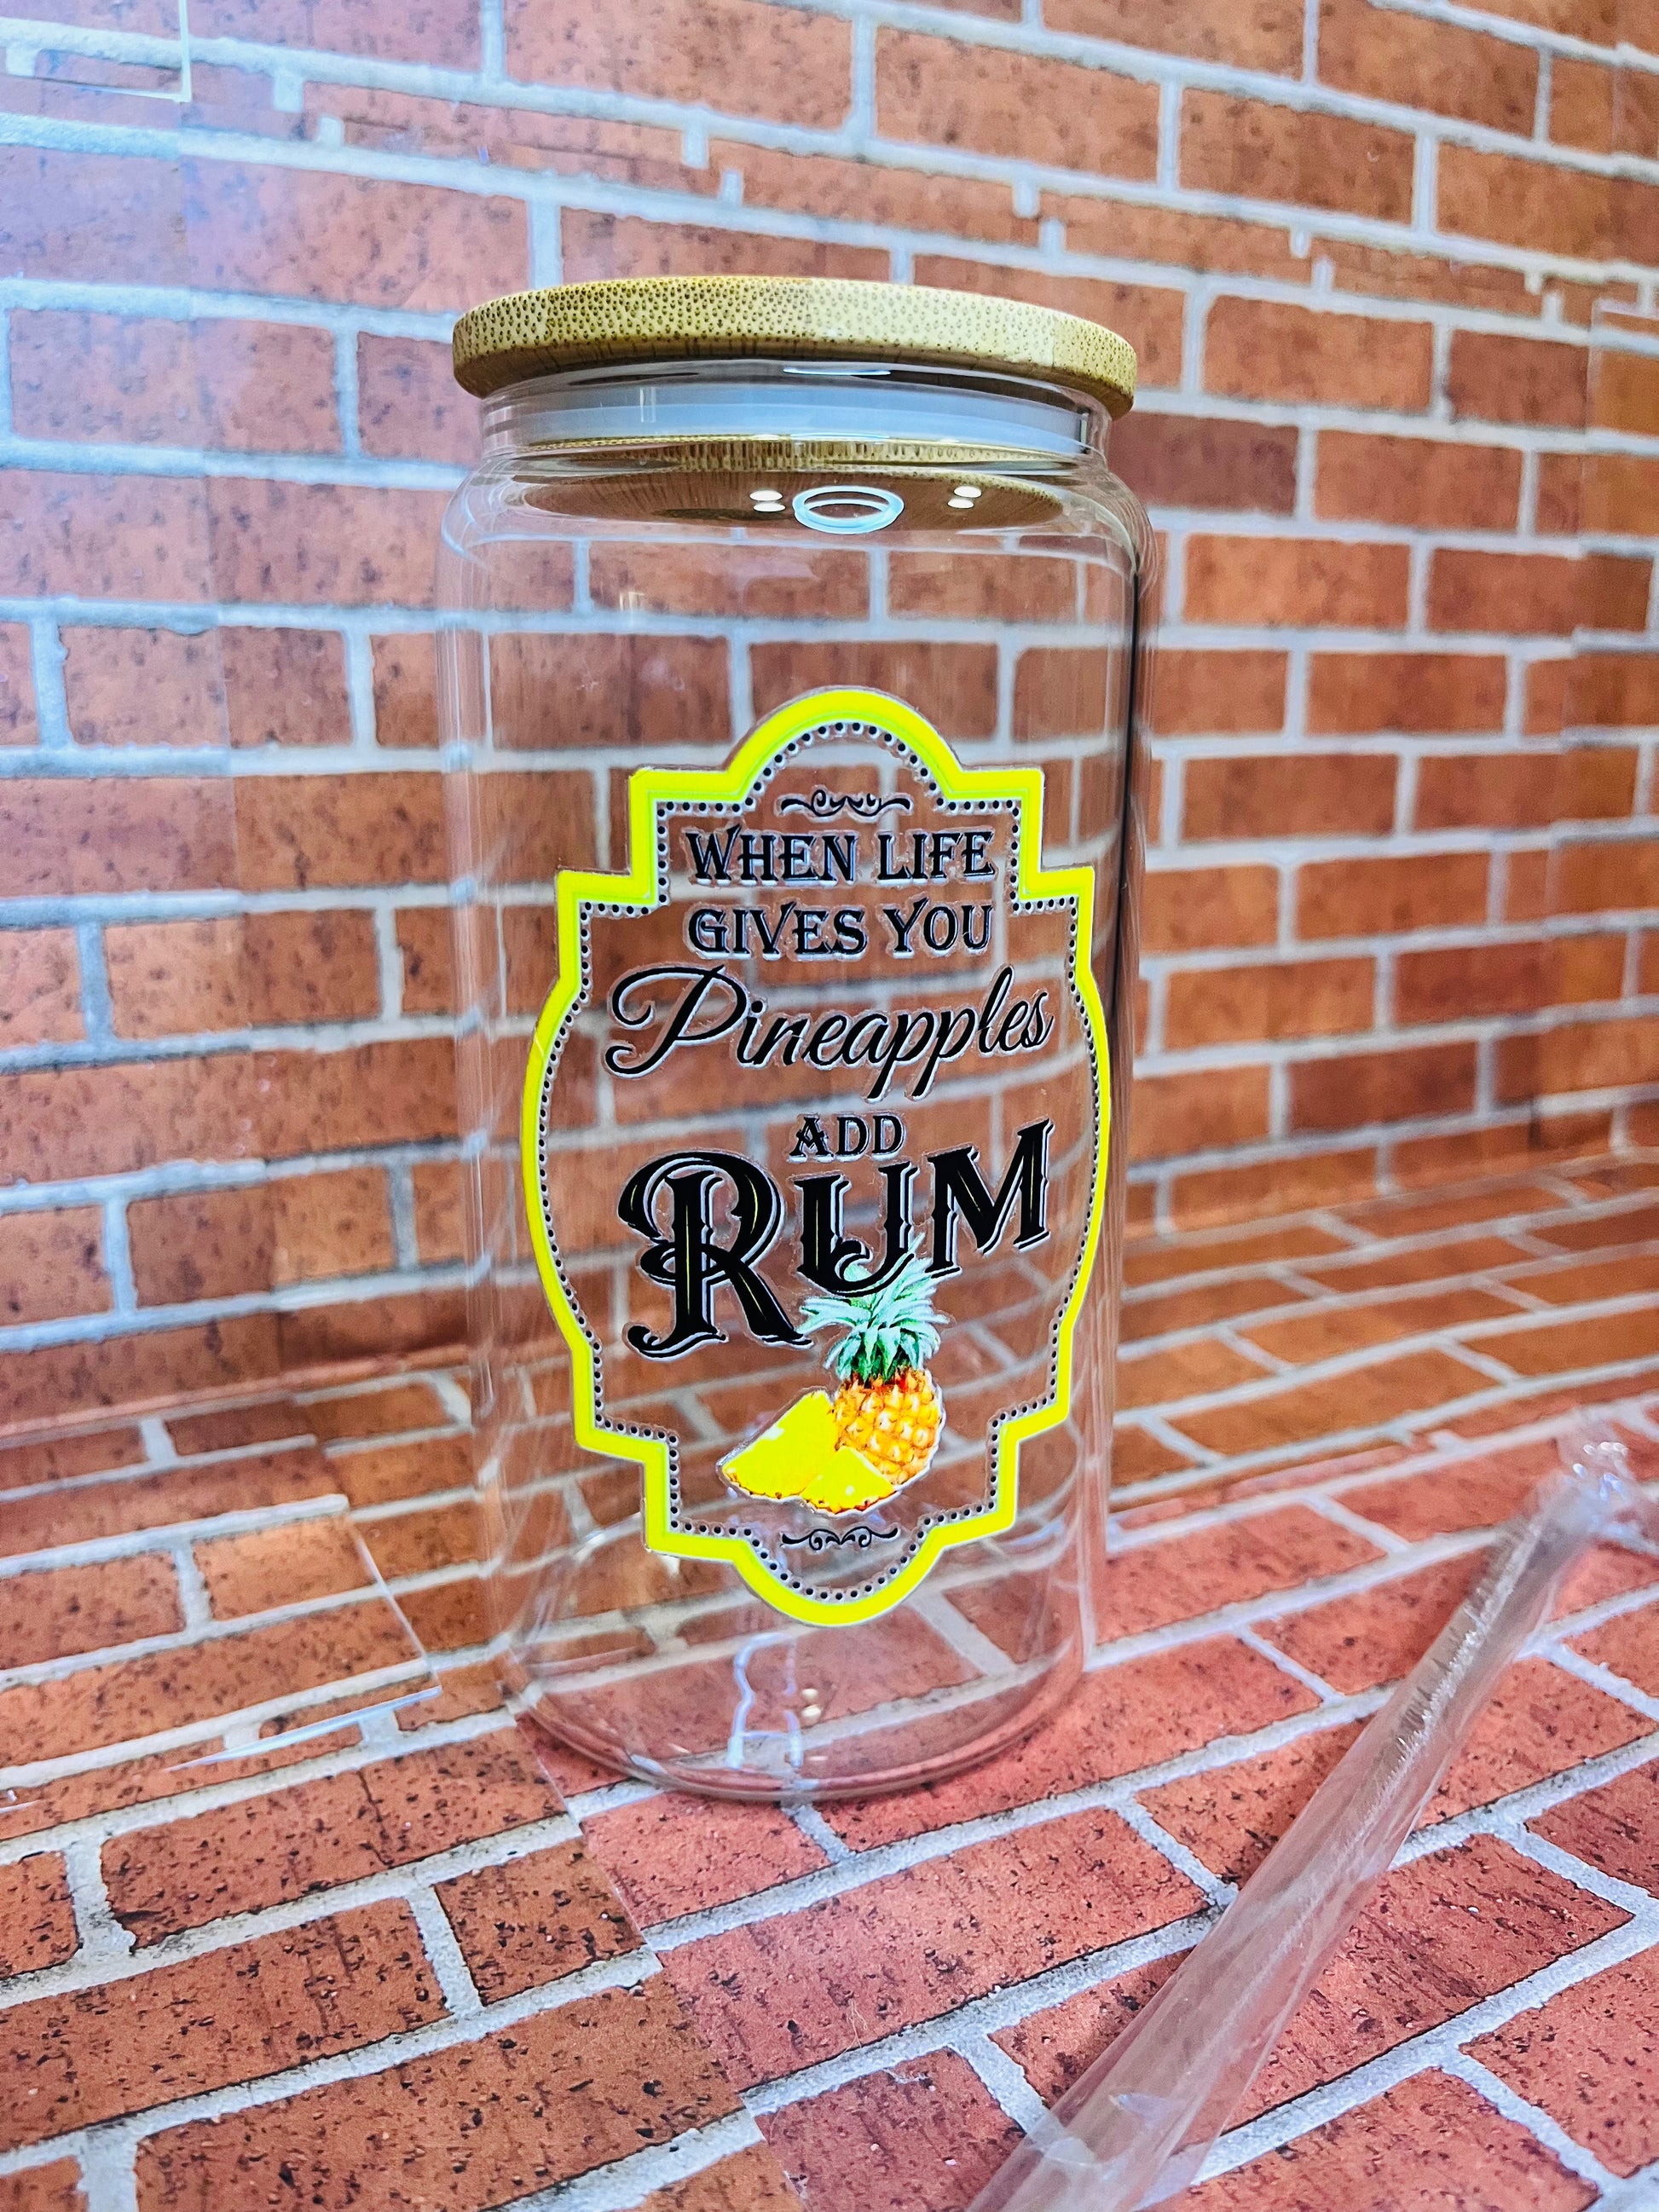 WHEN LIFE
GIVES YOU
Pineapples
ADD
RUM